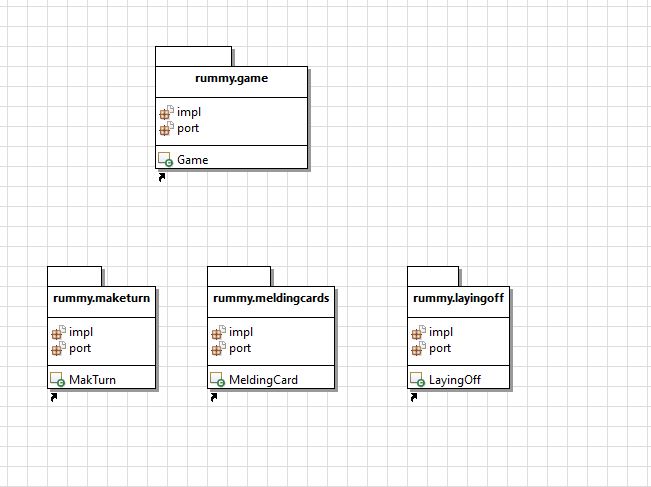 rummy.game
impl
port
Game
rummy.maketurn
impl
port
MakTurn
rummy.meldingcards
impl
port
MeldingCard
rummy.layingoff
impl
port
LayingOff